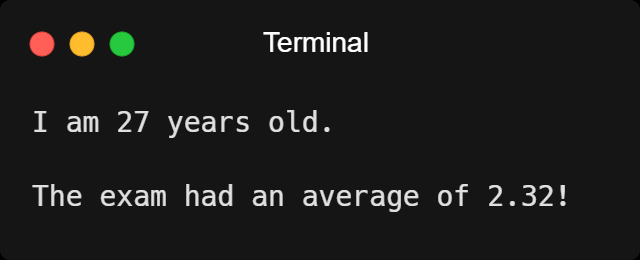 Terminal
I am 27 years old.
The exam had an average of 2.32!